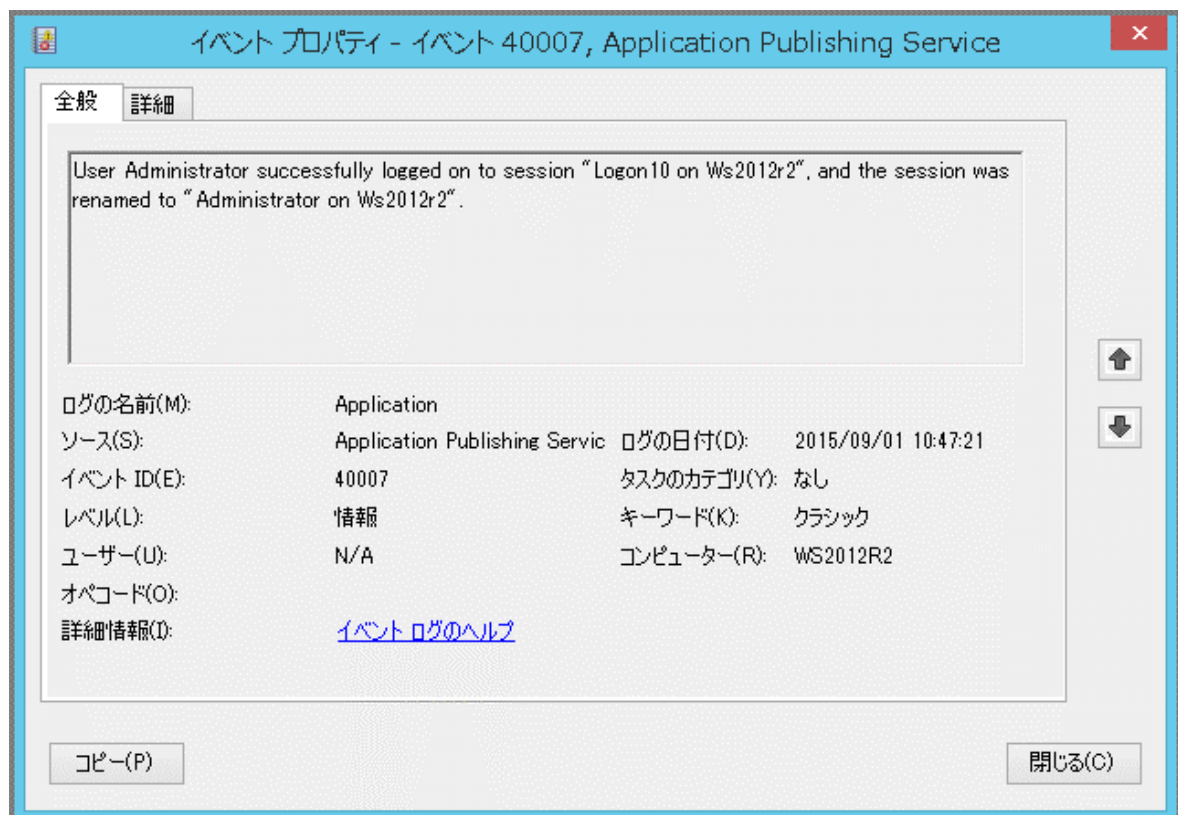 イベント プロパティ - イベント 40007, Application Publishing Service
全般
詳細
User Administrator successfully logged on to session "Logon10 on Ws2012r2", and the session was
renamed to "Administrator on Ws2012r2".
ログの名前(M): Application
ソース(S): Application Publishing Servic ログの日付(D): 2015/09/01 10:47:21
イベント ID(E): 40007 タスクのカテゴリ(Y): なし
レベル(L): 情報 キーワード(K): クラシック
ユーザー(U): N/A コンピューター(R): WS2012R2
オペコード(O):
詳細情報(I): イベント ログのヘルプ
コピー(P)
閉じる(C)